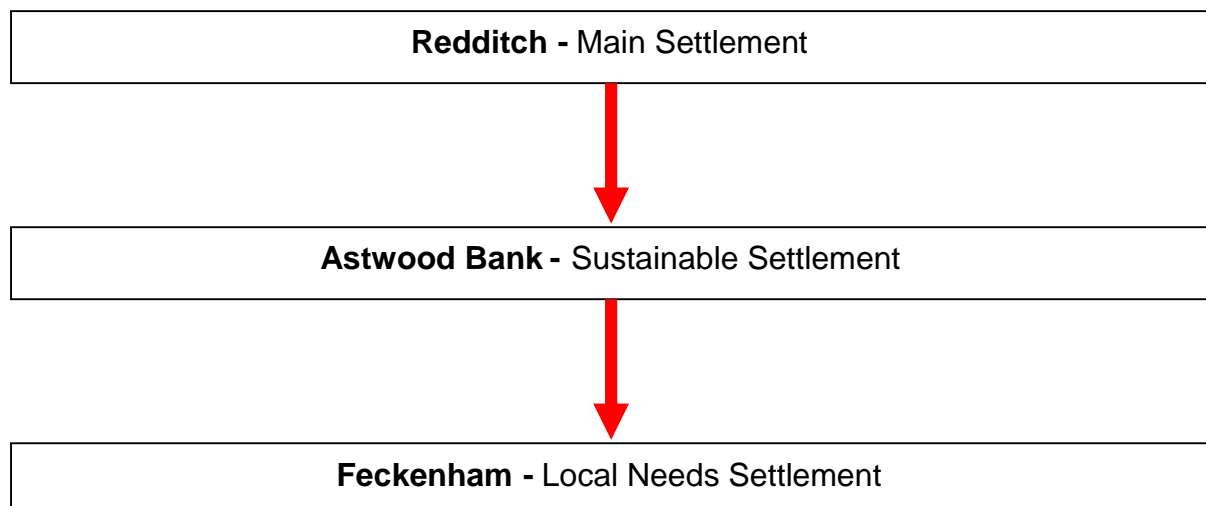 Redditch - Main Settlement
Astwood Bank - Sustainable Settlement
Feckenham - Local Needs Settlement